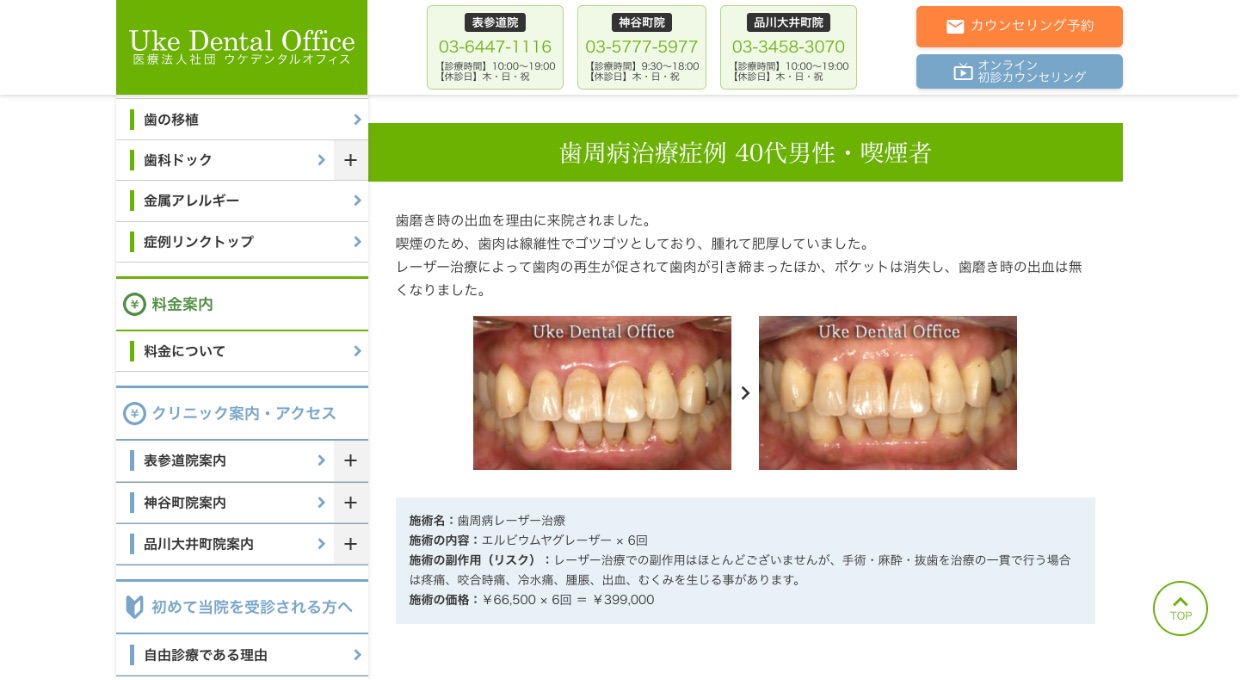 Uke Dental Office
医療法人社団 ウケデンタルオフィス
表参道院
03-6447-1116
【診療時間】10:00〜19:00
【休診日】木・日・祝
神谷町院
03-5777-5977
【診療時間】9:30〜18:00
【休診日】木・日・祝
品川大井町院
03-3458-3070
【診療時間】10:00〜19:00
【休診日】木・日・祝
カウンセリング予約
オンライン
初診カウンセリング
歯の移植
歯科ドック
金属アレルギー
症例リンクトップ
料金案内
料金について
クリニック案内・アクセス
表参道院案内
神谷町院案内
品川大井町院案内
初めて当院を受診される方へ
自由診療である理由
歯周病治療症例 40代男性・喫煙者
歯磨き時の出血を理由に来院されました。
喫煙のため、歯肉は線維性でゴツゴツとしており、腫れて肥厚していました。
レーザー治療によって歯肉の再生が促されて歯肉が引き締まったほか、ポケットは消失し、歯磨き時の出血は無
くなりました。
Uke Dental Office
Uke Dental Office
施術名：歯周病レーザー治療
施術の内容：エルビウムヤグレーザー × 6回
施術の副作用（リスク）：レーザー治療での副作用はほとんどございませんが、手術・麻酔・抜歯を治療の一貫で行う場合
は疼痛、咬合時痛、冷水痛、腫脹、出血、むくみを生じる事があります。
施術の価格：￥66,500 × 6回 ＝ ￥399,000
TOP